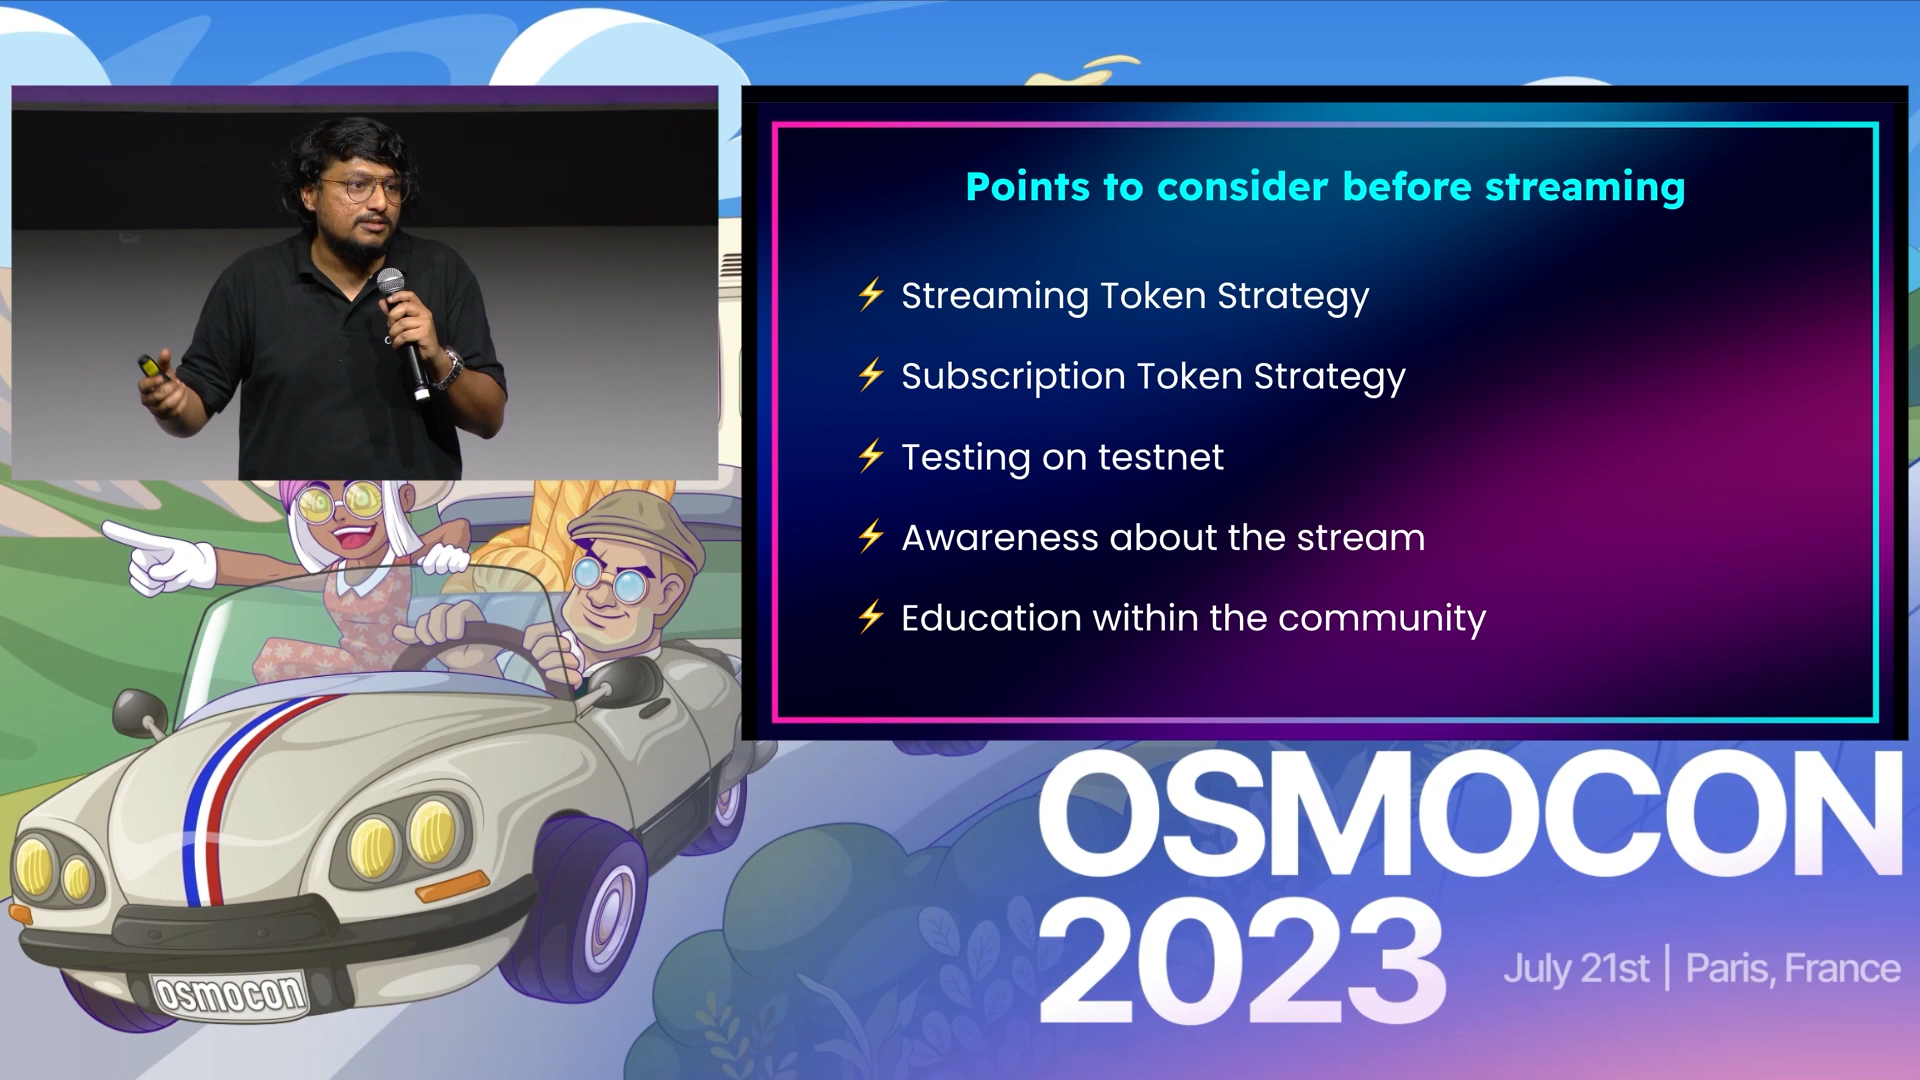 Points to consider before streaming
⚡ Streaming Token Strategy
⚡ Subscription Token Strategy
⚡ Testing on testnet
⚡ Awareness about the stream
⚡ Education within the community
OSMOCON
2023
July 21st | Paris, France
osmocon